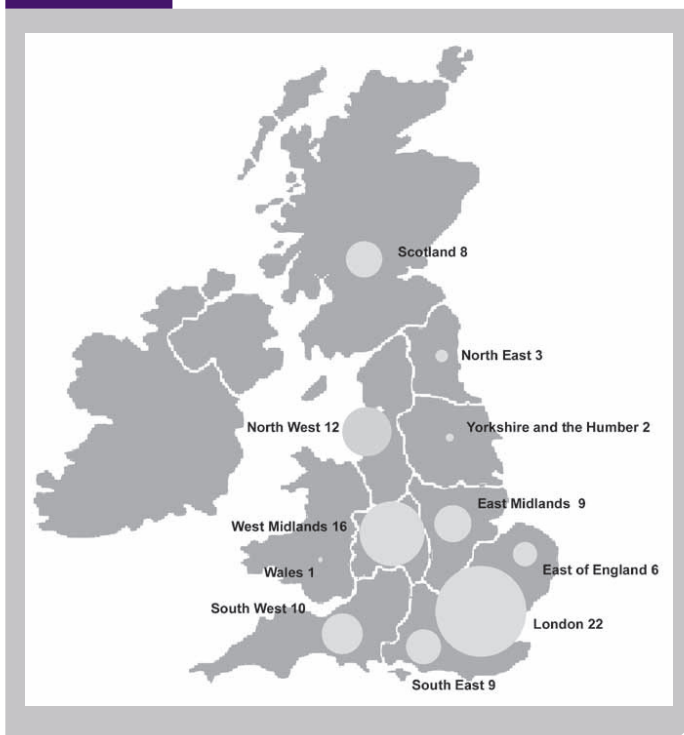 Scotland 8
North East 3
North West 12
Yorkshire and the Humber 2
East Midlands 9
West Midlands 16
Wales 1
East of England 6
South West 10
London 22
South East 9